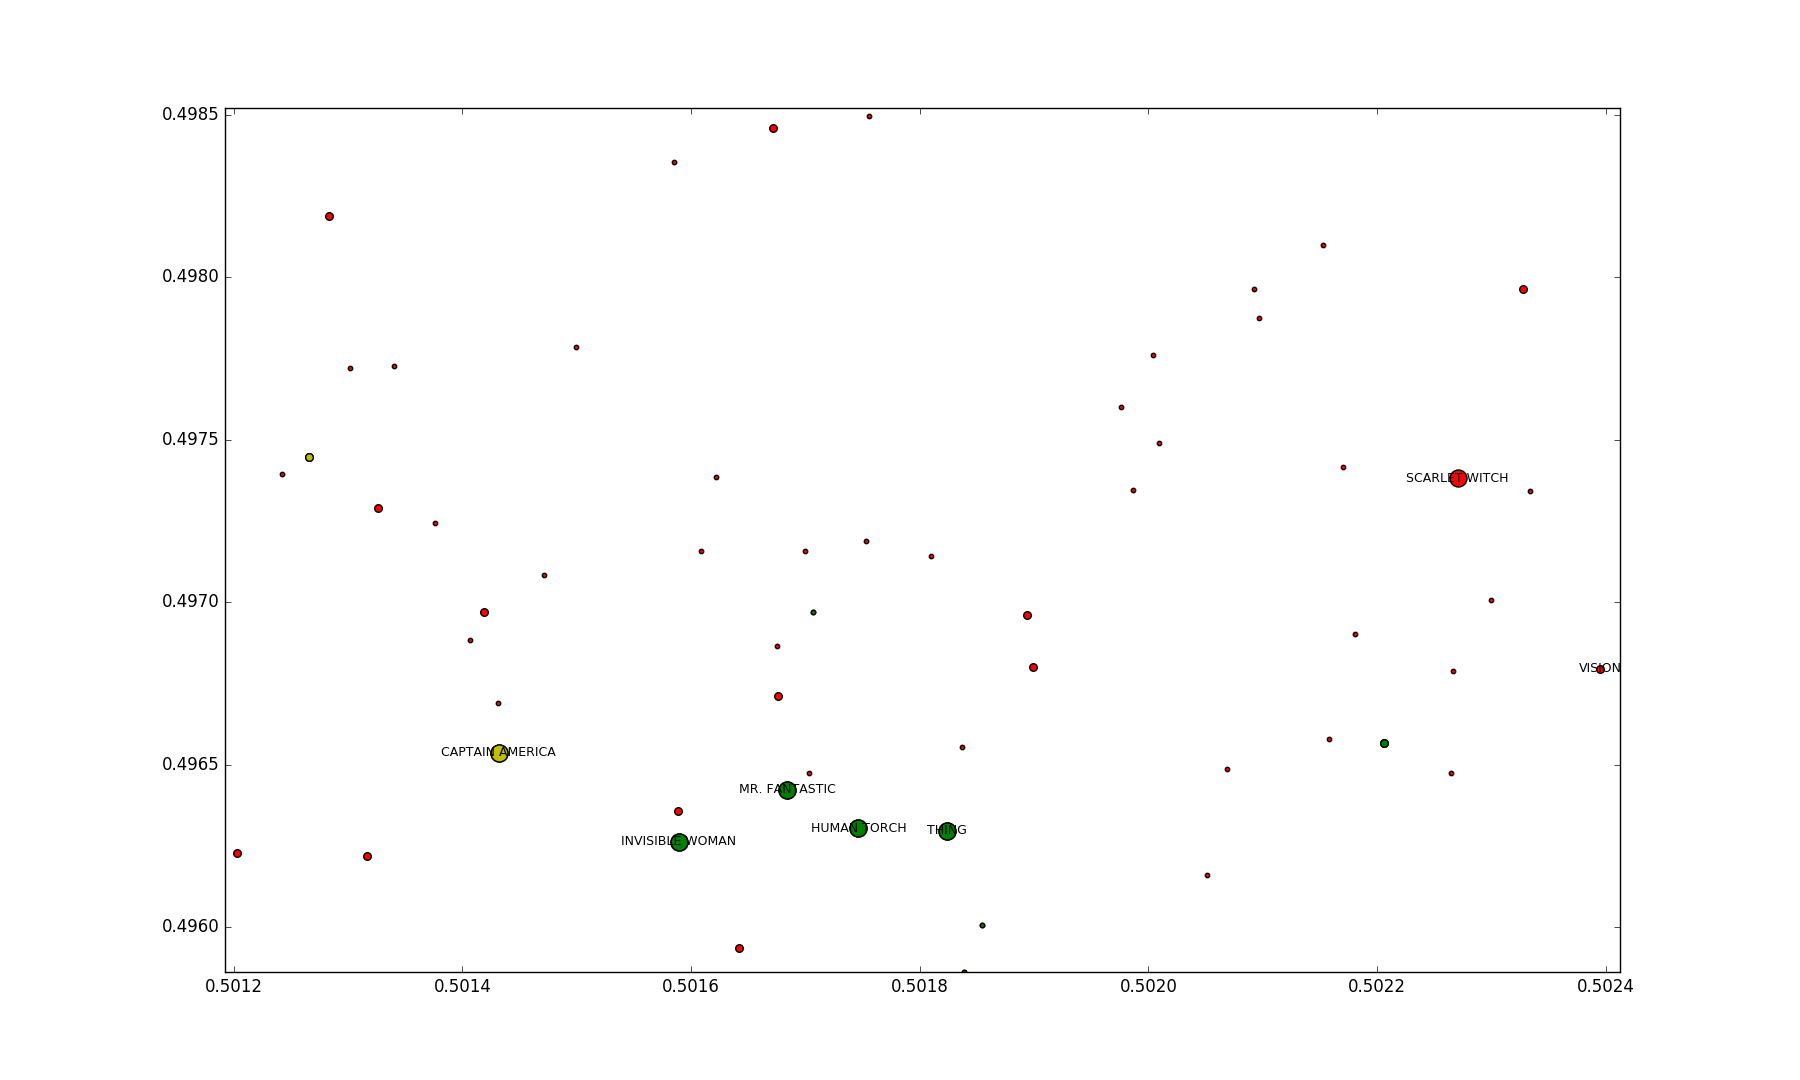 0.4985
0.4980
0.4975
SCARLET WITCH
0.4970
VISION
CAPTAIN AMERICA
0.4965
MR. FANTASTIC
HUMAN TORCH
THING
INVISIBLE WOMAN
0.4960
0.5012 0.5014 0.5016 0.5018 0.5020 0.5022 0.5024